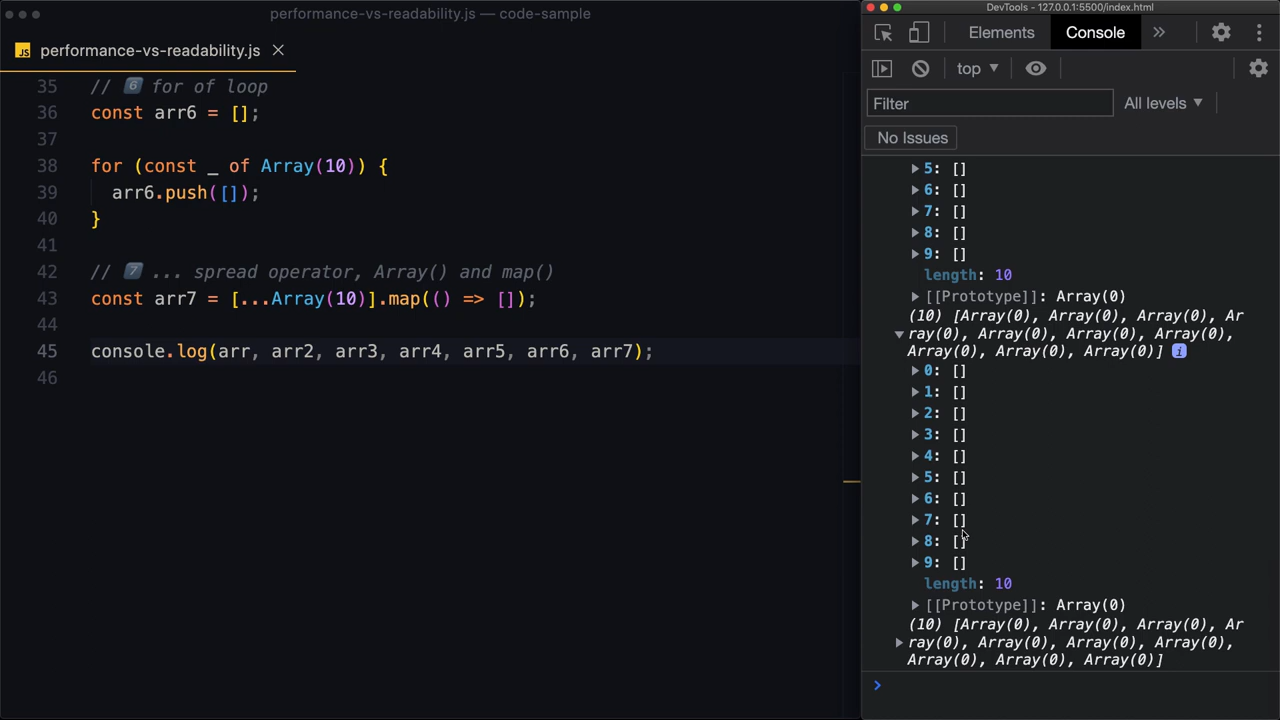 performance-vs-readability.js — code-sample
JS performance-vs-readability.js ×
35 // 6 for of loop
36 const arr6 = [];
37
38 for (const _ of Array(10)) {
39 arr6.push([]);
40 }
41
42 // 7 ... spread operator, Array() and map()
43 const arr7 = [...Array(10)].map(() => []);
44
45 console.log(arr, arr2, arr3, arr4, arr5, arr6, arr7);
46
DevTools - 127.0.0.1:5500/index.html
Elements Console »
top ▼
Filter All levels ▼
No Issues
▶ 5: []
▶ 6: []
▶ 7: []
▶ 8: []
▶ 9: []
length: 10
▶ [[Prototype]]: Array(0)
(10) [Array(0), Array(0), Array(0), Ar
▼ ray(0), Array(0), Array(0), Array(0),
Array(0), Array(0), Array(0)] i
▶ 0: []
▶ 1: []
▶ 2: []
▶ 3: []
▶ 4: []
▶ 5: []
▶ 6: []
▶ 7: []
▶ 8: []
▶ 9: []
length: 10
▶ [[Prototype]]: Array(0)
(10) [Array(0), Array(0), Array(0), Ar
▶ ray(0), Array(0), Array(0), Array(0),
Array(0), Array(0), Array(0)]
>